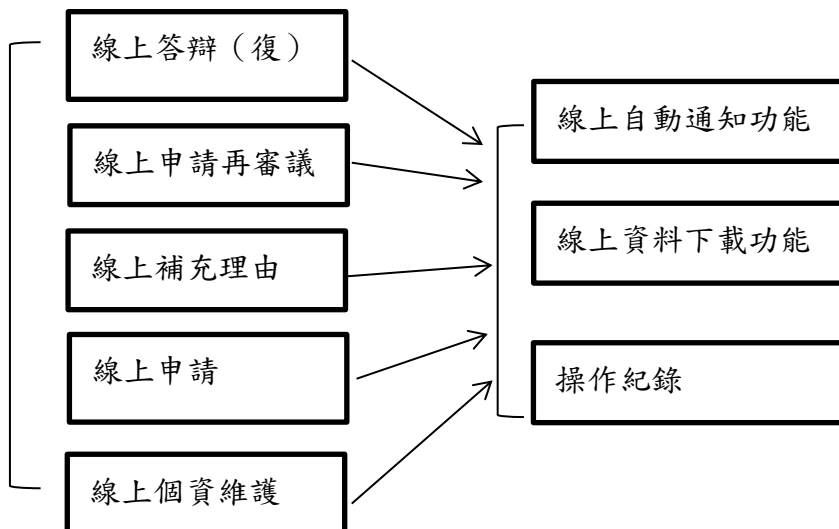 線上答辯（復）
線上申請再審議
線上補充理由
線上申請
線上個資維護
線上自動通知功能
線上資料下載功能
操作紀錄